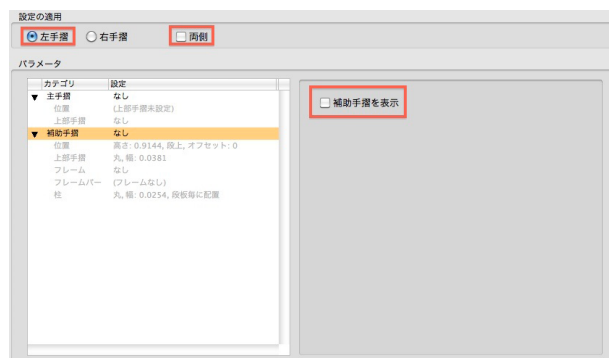 設定の適用
左手摺 右手摺 両側
パラメータ
カテゴリ 設定
▼ 主手摺 なし
位置 (上部手摺未設定)
上部手摺 なし
▼ 補助手摺 なし
位置 高さ: 0.9144, 段上, オフセット: 0
上部手摺 丸, 幅: 0.0381
フレーム なし
フレームバー (フレームなし)
柱 丸, 幅: 0.0254, 段板毎に配置
補助手摺を表示